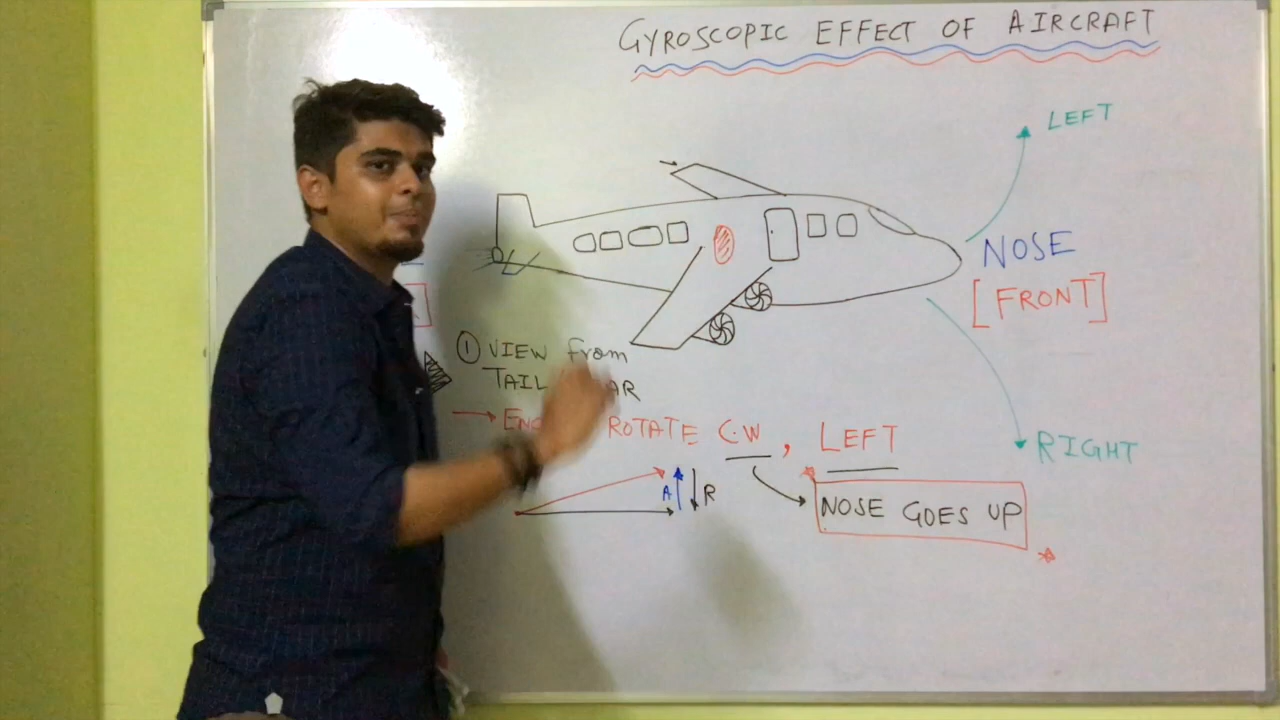 GYROSCOPIC EFFECT OF AIRCRAFT
LEFT
NOSE
[FRONT]
RIGHT
① VIEW from
TAIL
→ ROTATE C.W, LEFT
A R
NOSE GOES UP